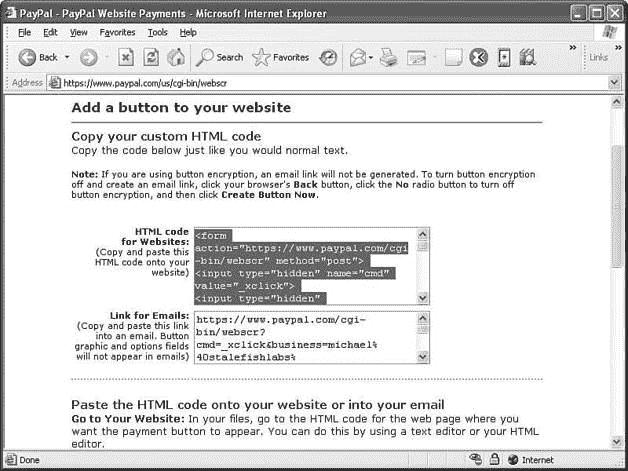 PayPal - PayPal Website Payments - Microsoft Internet Explorer
File Edit View Favorites Tools Help
Back Search Favorites » »
Links
Address https://www.paypal.com/us/cgi-bin/webscr
Add a button to your website
Copy your custom HTML code
Copy the code below just like you would normal text.
Note: If you are using button encryption, an email link will not be generated. To turn button encryption
off and create an email link, click your browser's Back button, click the No radio button to turn off
button encryption, and then click Create Button Now.
HTML code
for Websites:
(Copy and paste this
HTML code onto your
website)
<form
action="https://www.paypal.com/cgi
-bin/webscr" method="post">
<input type="hidden" name="cmd"
value="_xclick">
<input type="hidden"
Link for Emails:
(Copy and paste this link
into an email. Button
graphic and options fields
will not appear in emails)
https://www.paypal.com/cgi-
bin/webscr?
cmd=_xclick&business=michael%
40stalefishlabs%
Paste the HTML code onto your website or into your email
Go to Your Website: In your files, go to the HTML code for the web page where you
want the payment button to appear. You can do this by using a text editor or your HTML
editor.
Done Internet